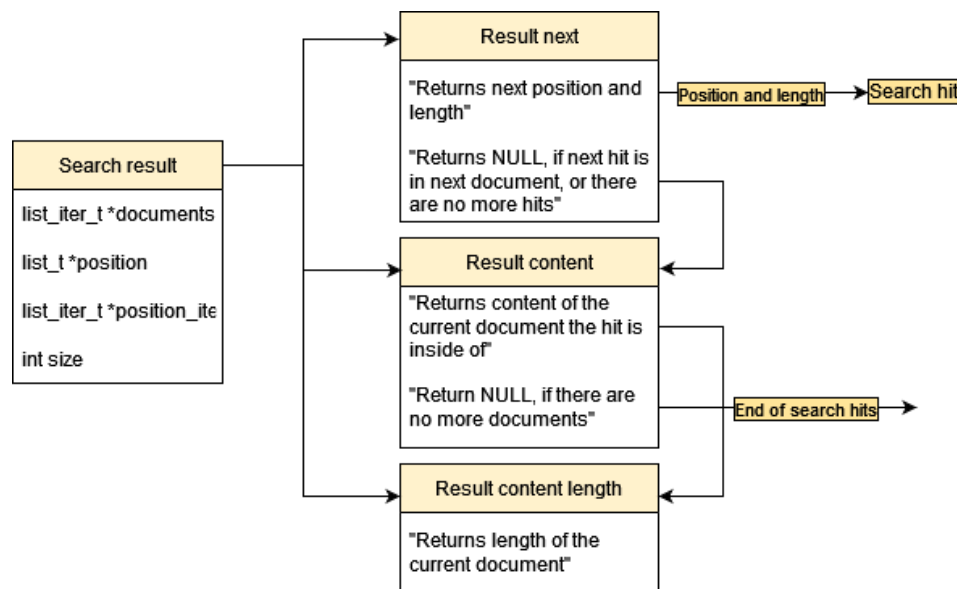 Search result
list_iter_t *documents
list_t *position
list_iter_t *position_ite
int size
Result next
"Returns next position and
length"
"Returns NULL, if next hit is
in next document, or there
are no more hits"
Position and length
Search hit
Result content
"Returns content of the
current document the hit is
inside of"
"Return NULL, if there are
no more documents"
End of search hits
Result content length
"Returns length of the
current document"